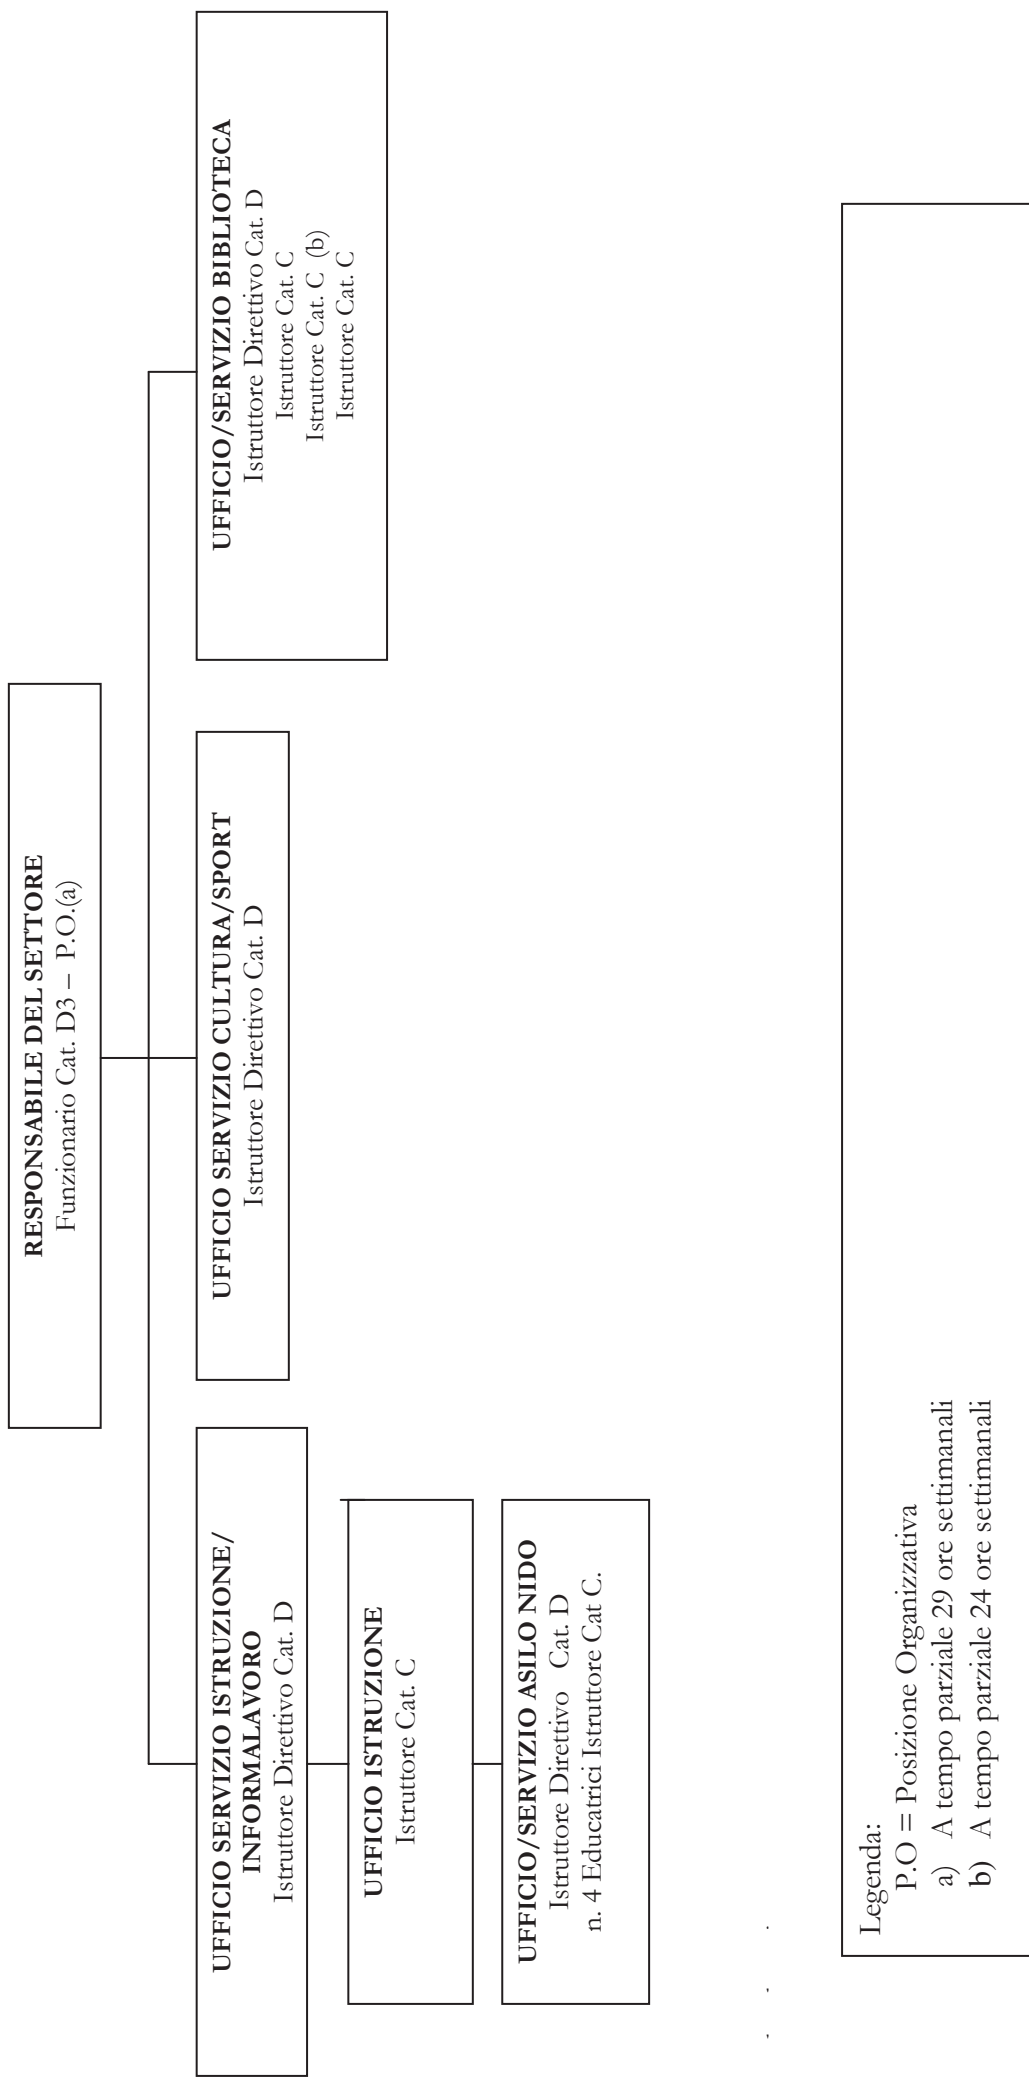 RESPONSABILE DEL SETTORE
Funzionario Cat. D3 – P.O.(a)
UFFICIO SERVIZIO ISTRUZIONE/
INFORMALAVORO
Istruttore Direttivo Cat. D
UFFICIO SERVIZIO CULTURA/SPORT
Istruttore Direttivo Cat. D
UFFICIO/SERVIZIO BIBLIOTECA
Istruttore Direttivo Cat. D
Istruttore Cat. C
Istruttore Cat. C (b)
Istruttore Cat. C
UFFICIO ISTRUZIONE
Istruttore Cat. C
UFFICIO/SERVIZIO ASILO NIDO
Istruttore Direttivo Cat. D
n. 4 Educatrici Istruttore Cat C.
Legenda:
P.O = Posizione Organizzativa
a) A tempo parziale 29 ore settimanali
b) A tempo parziale 24 ore settimanali